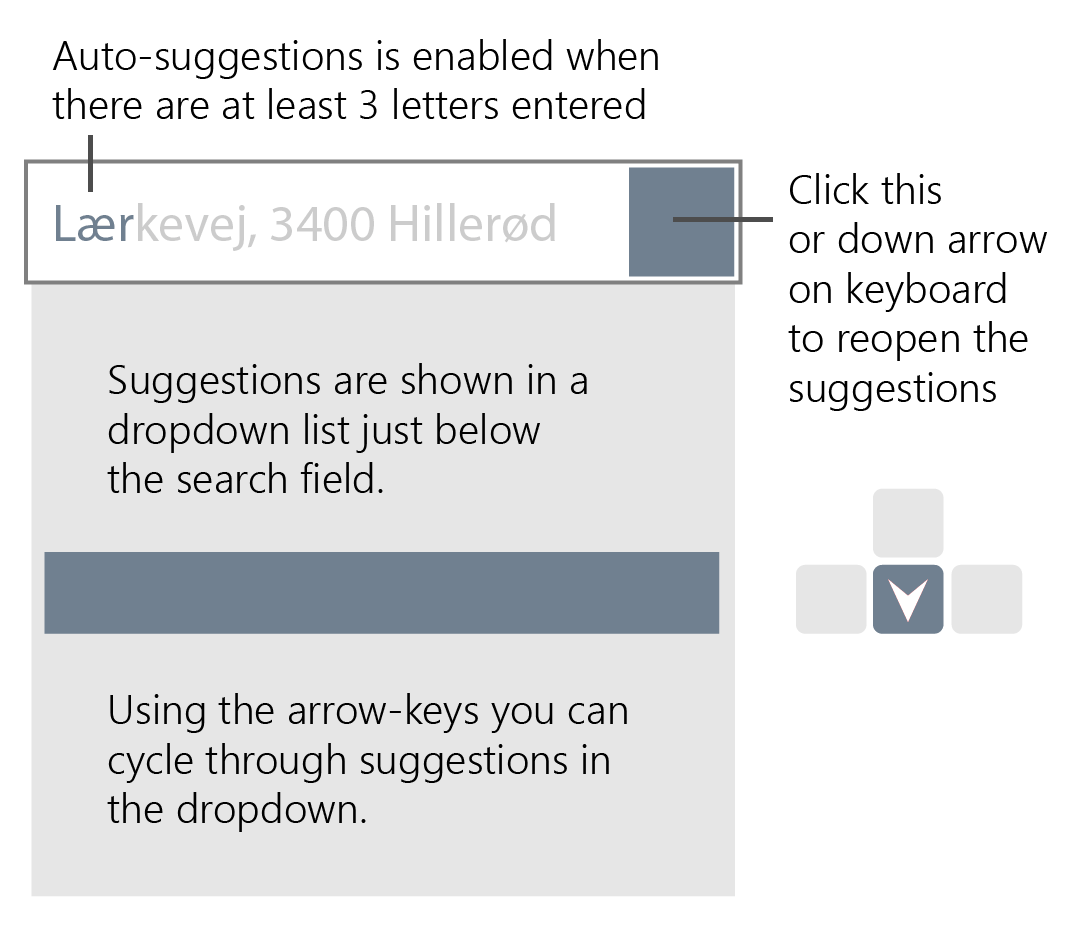 Auto-suggestions is enabled when
there are at least 3 letters entered
Lærkevej, 3400 Hillerød
Click this
or down arrow
on keyboard
to reopen the
suggestions
Suggestions are shown in a
dropdown list just below
the search field.
Using the arrow-keys you can
cycle through suggestions in
the dropdown.